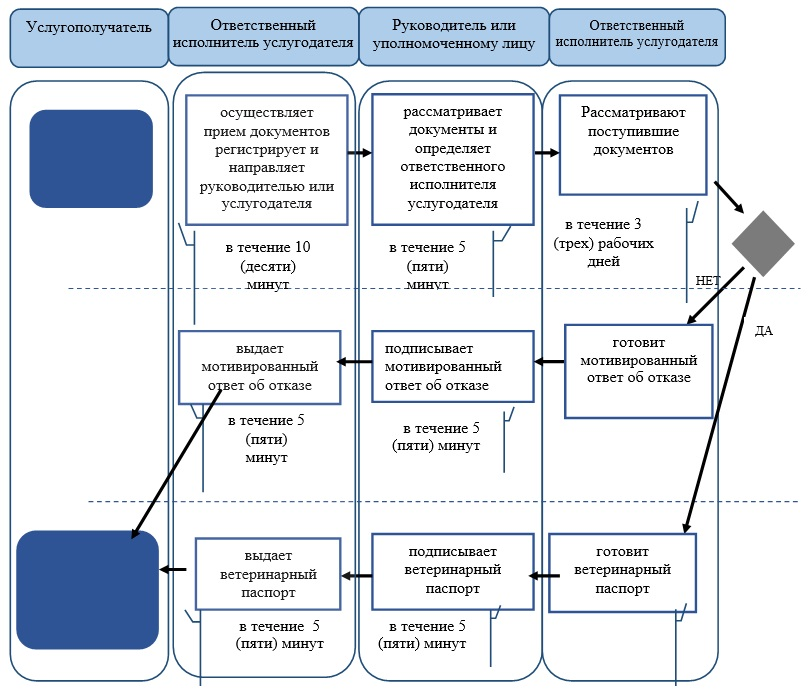 Услугополучатель
Ответственный
исполнитель услугодателя
Руководитель или
уполномоченному лицу
Ответственный
исполнитель услугодателя
осуществляет
прием документов
регистрирует и
направляет
руководителью или
услугодателя
рассматривает
документы и
определяет
ответственного
исполнителя
услугодателя
Рассматривают
поступившие
документов
в течение 10
(десяти)
минут
в течение 5
(пяти)
минут
в течение 3
(трех) рабочих
дней
НЕТ
ДА
выдает
мотивированный
ответ об отказе
подписывает
мотивированный
ответ об отказе
готовит
мотивированный
ответ об отказе
в течение 5
(пяти)
минут
в течение 5
(пяти) минут
выдает
ветеринарный
паспорт
подписывает
ветеринарный
паспорт
готовит
ветеринарный
паспорт
в течение 5
(пяти) минут
в течение 5
(пяти) минут